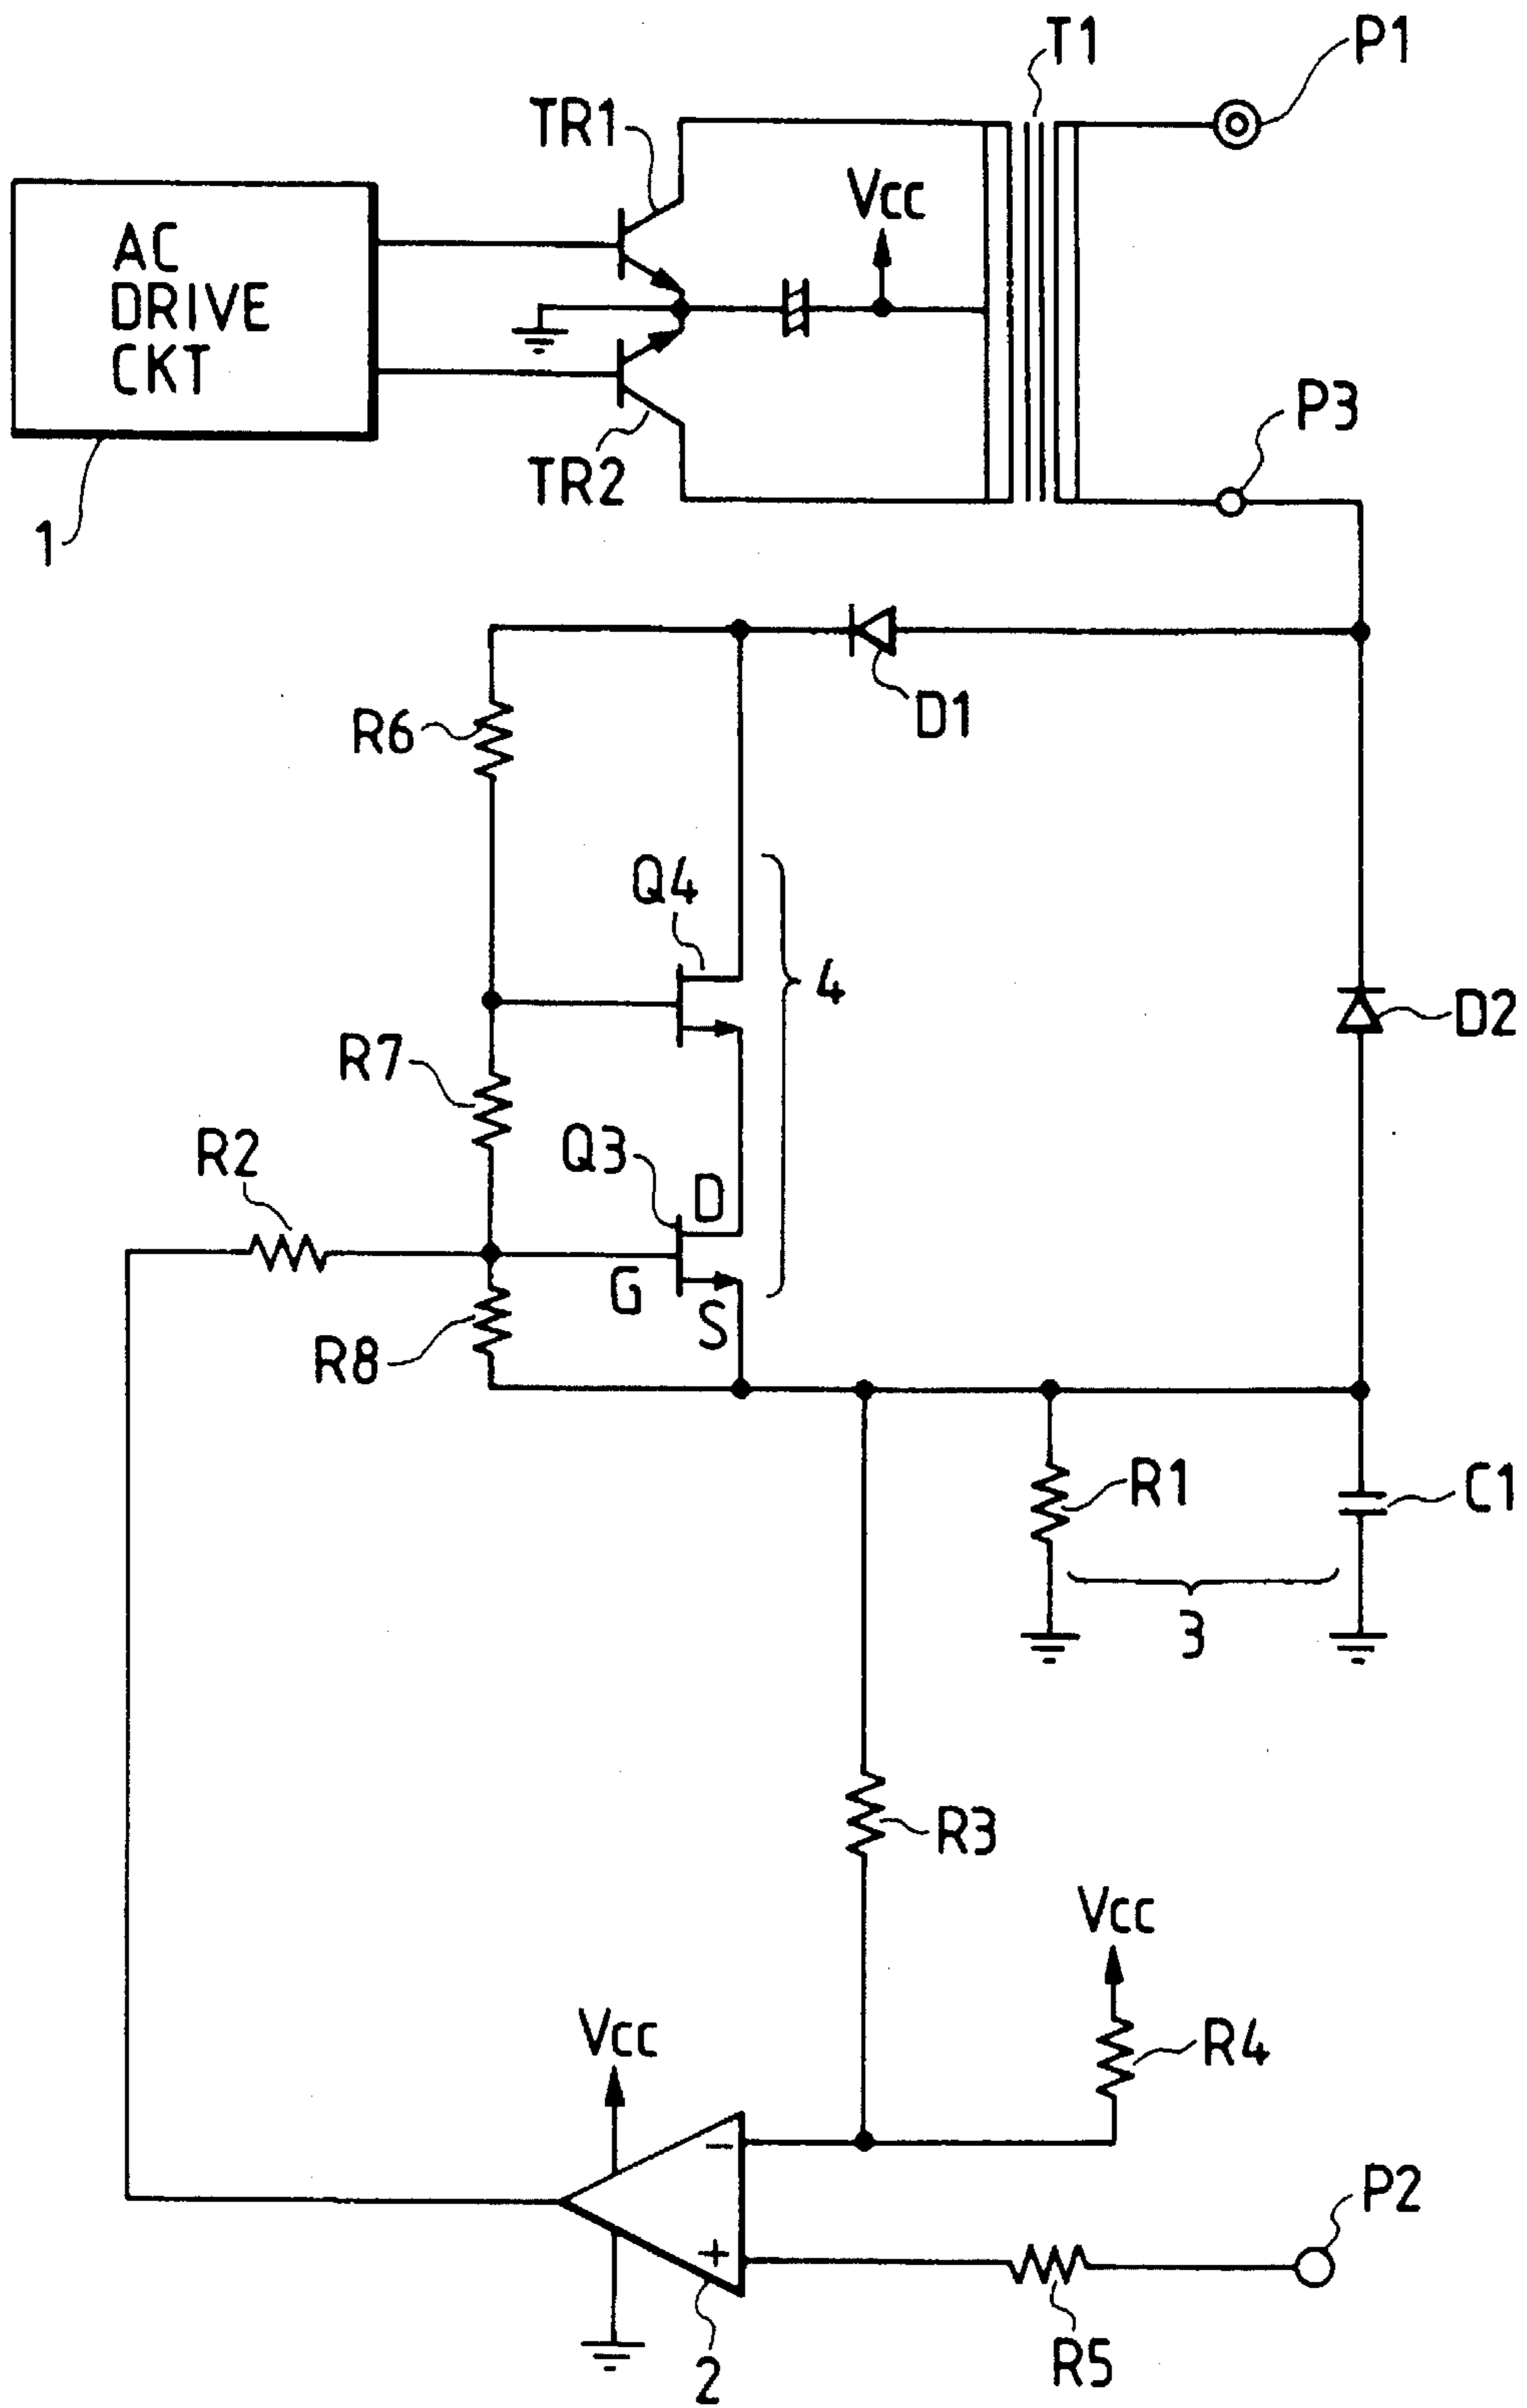 T1
P1
TR1
Vcc
AC
DRIVE
CKT
P3
TR2
1
D1
R6
Q4
4
D2
R7
Q3
D
R2
G
S
R8
R1
C1
3
R3
Vcc
Vcc
R4
−
P2
+
2
R5